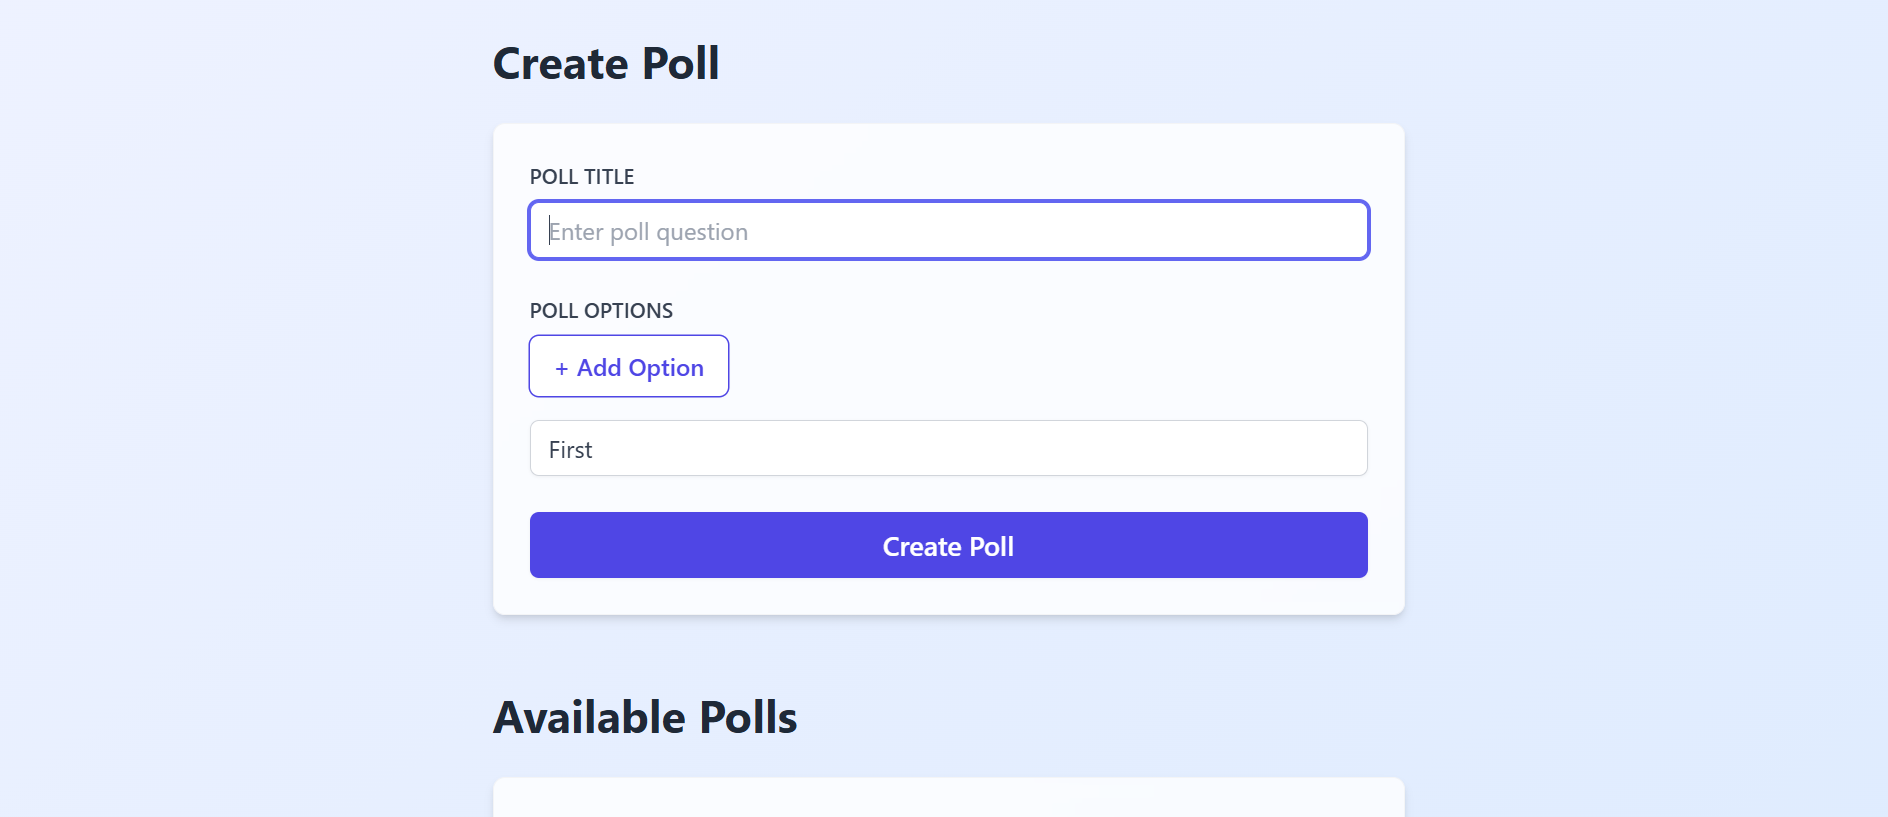 Create Poll
POLL TITLE
Enter poll question
POLL OPTIONS
+ Add Option
First
Create Poll
Available Polls